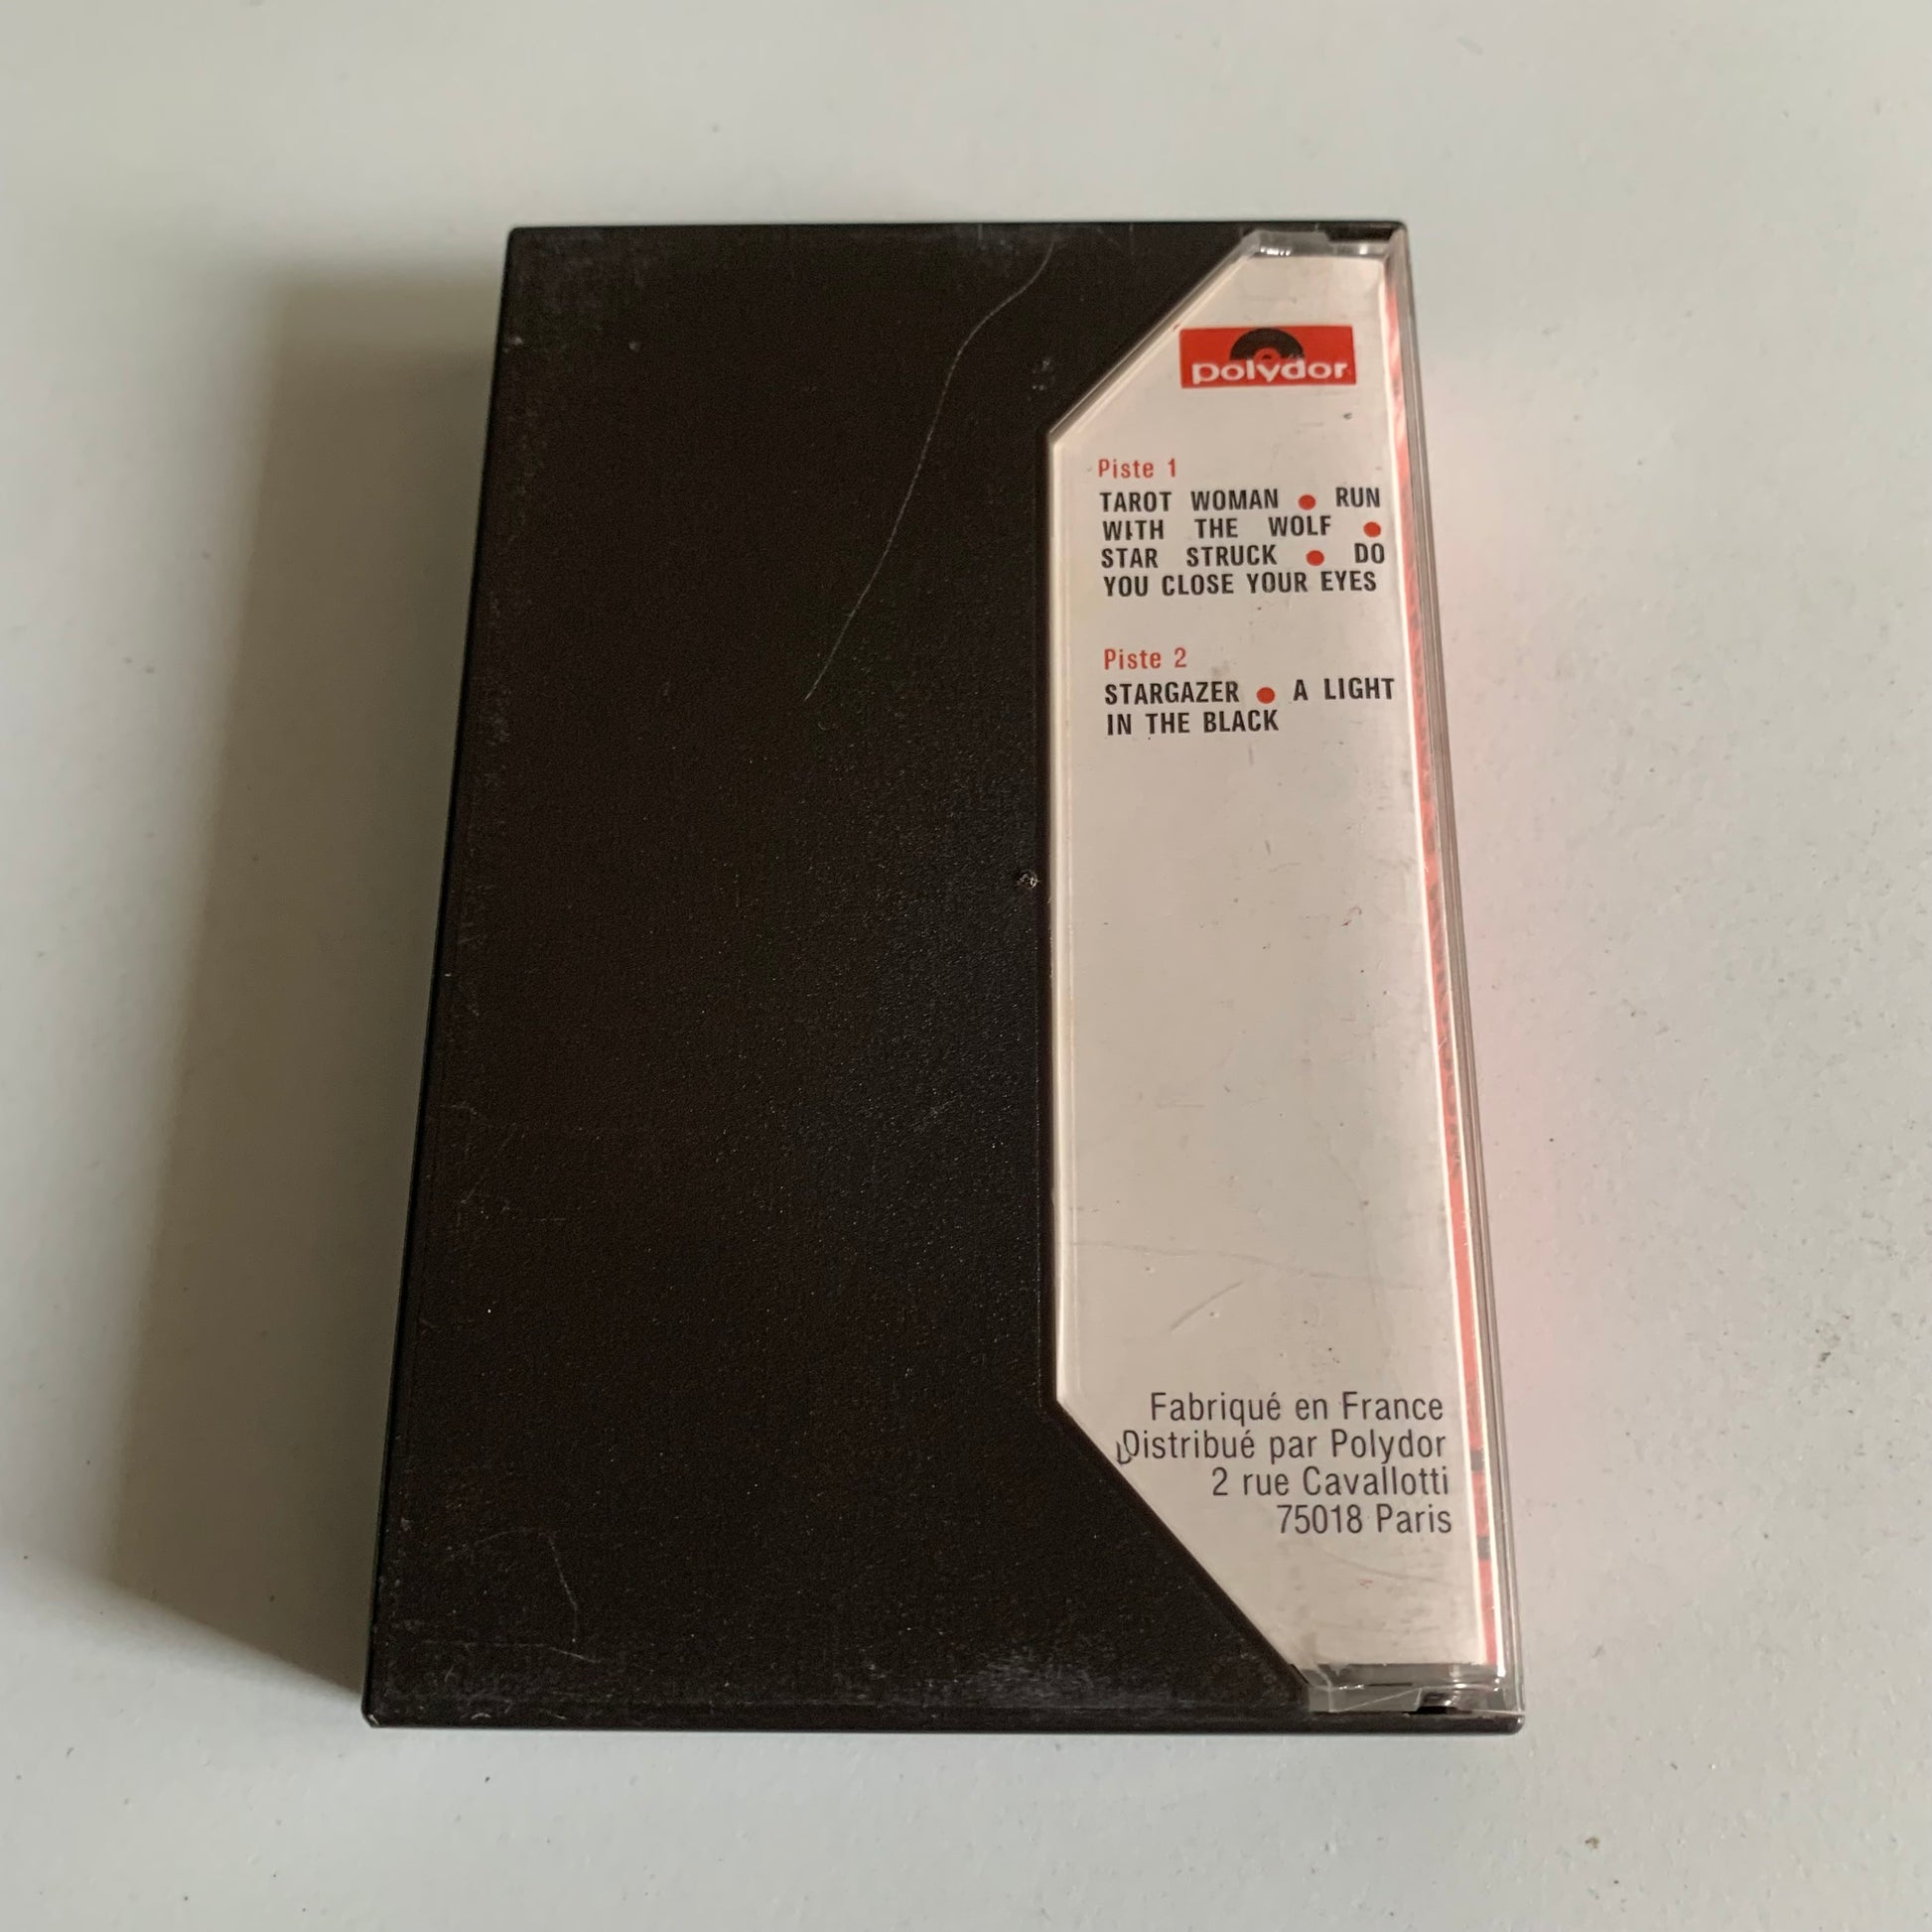 polydor
Piste 1
TAROT WOMAN ● RUN
WITH THE WOLF ●
STAR STRUCK ● DO
YOU CLOSE YOUR EYES
Piste 2
STARGAZER ● A LIGHT
IN THE BLACK
Fabriqué en France
Distribué par Polydor
2 rue Cavallotti
75018 Paris